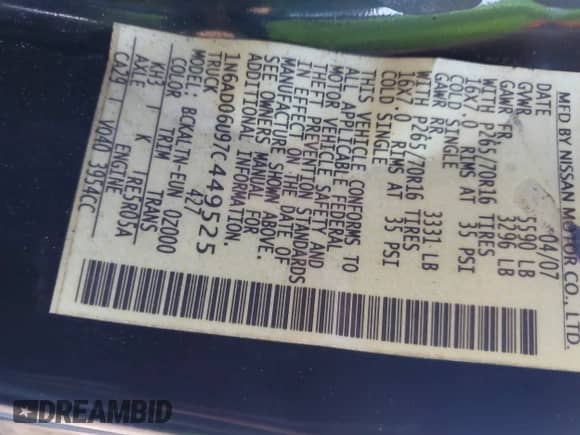 MFD BY NISSAN MOTOR CO., LTD.
DATE 04/07
GVWR 5590 LB
GAWR FR 3296 LB
WITH P265/70R16 TIRES
16X7.0 RIMS AT 35 PSI
COLD SINGLE
GAWR RR 3331 LB
WITH P265/70R16 TIRES
16X7.0 RIMS AT 35 PSI
COLD SINGLE
THIS VEHICLE CONFORMS TO
ALL APPLICABLE FEDERAL
MOTOR VEHICLE SAFETY AND
THEFT PREVENTION STANDARDS
IN EFFECT ON THE DATE OF
MANUFACTURE SHOWN ABOVE.
SEE OWNERS MANUAL FOR
ADDITIONAL INFORMATION.
1N6AD06U97C449525
TRUCK 427
MODEL: BCKALTN-EUN Q2000
COLOR TRIM TRANS
KH3 K RE5R05A
AXLE ENGINE
CA29 VQ40 3954CC
DREAMBID